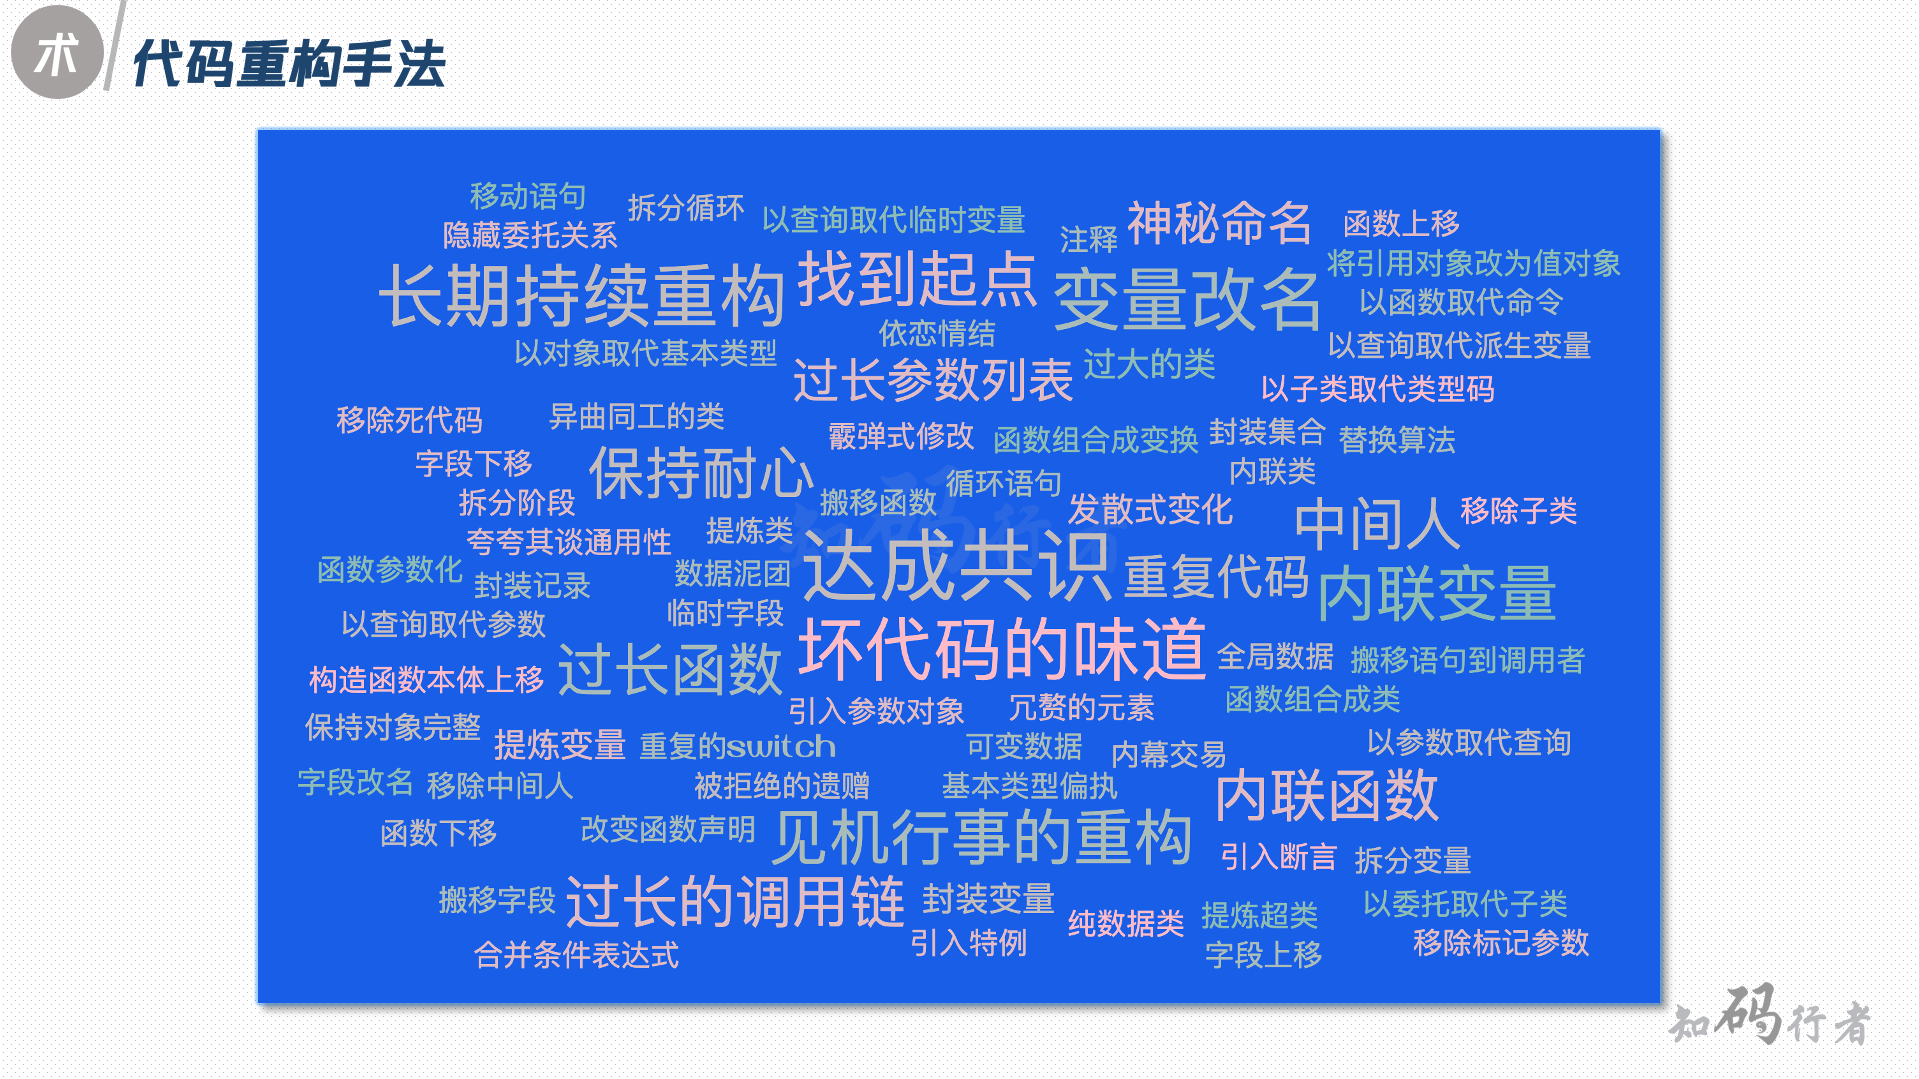 术
代码重构手法
移动语句
拆分循环
以查询取代临时变量
注释
神秘命名
函数上移
隐藏委托关系
长期持续重构
找到起点
变量改名
将引用对象改为值对象
以函数取代命令
依恋情结
以对象取代基本类型
过长参数列表
过大的类
以查询取代派生变量
以子类取代类型码
移除死代码
异曲同工的类
霰弹式修改
函数组合成变换
封装集合
替换算法
字段下移
保持耐心
循环语句
内联类
拆分阶段
搬移函数
发散式变化
中间人
移除子类
夸夸其谈通用性
提炼类
达成共识
函数参数化
封装记录
数据泥团
重复代码
内联变量
以查询取代参数
临时字段
坏代码的味道
构造函数本体上移
过长函数
全局数据
搬移语句到调用者
保持对象完整
引入参数对象
冗赘的元素
函数组合成类
提炼变量
重复的switch
可变数据
内幕交易
以参数取代查询
字段改名
移除中间人
被拒绝的遗赠
基本类型偏执
内联函数
函数下移
改变函数声明
见机行事的重构
引入断言
拆分变量
搬移字段
过长的调用链
封装变量
纯数据类
提炼超类
以委托取代子类
合并条件表达式
引入特例
字段上移
移除标记参数
知码行者
知码行者